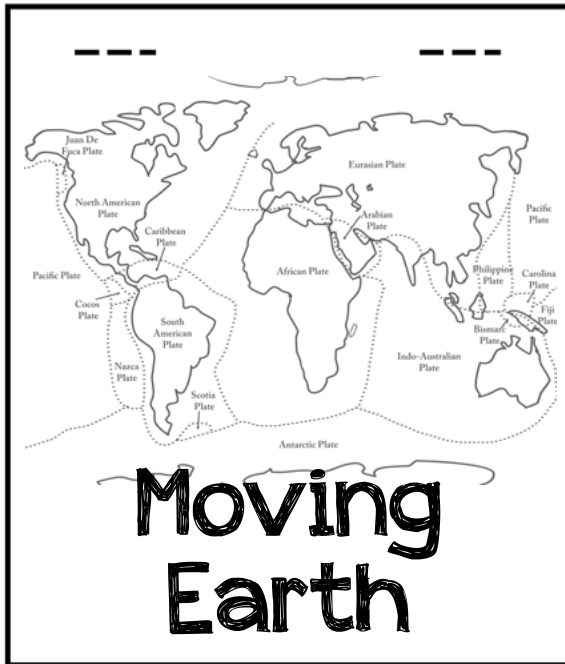 Juan De
Fuca Plate
Eurasian Plate
North American
Plate
Arabian
Plate
Pacific
Plate
Caribbean
Plate
Pacific Plate
African Plate
Philippine
Plate
Carolina
Plate
Cocos
Plate
South
American
Plate
Fiji
Plate
Bismarc
Plate
Nazca
Plate
Indo-Australian
Plate
Scotia
Plate
Antarctic Plate
Moving
Earth